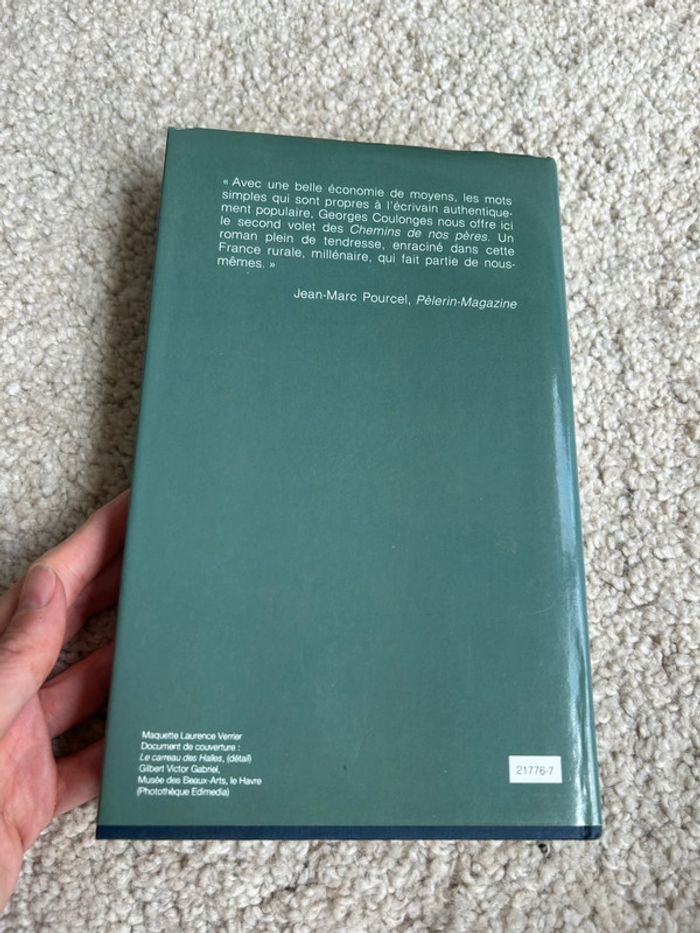 « Avec une belle économie de moyens, les mots
simples qui sont propres à l'écrivain authentique-
ment populaire, Georges Coulonges nous offre ici
le second volet des Chemins de nos pères. Un
roman plein de tendresse, enraciné dans cette
France rurale, millénaire, qui fait partie de nous-
mêmes. »
Jean-Marc Pourcel, Pèlerin-Magazine
Maquette Laurence Verrier
Document de couverture :
Le carreau des Halles, (détail)
Gilbert Victor Gabriel,
Musée des Beaux-Arts, le Havre
(Photothèque Edimedia)
21776-7